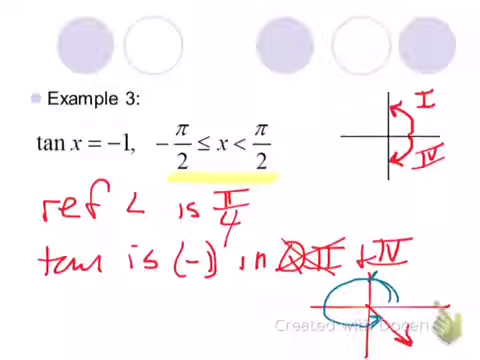 Example 3:
tan x = −1, −π/2 ≤ x < π/2
I
IV
ref ∠ is π/4
tan is (-) in Q II + IV
Created with Doceri